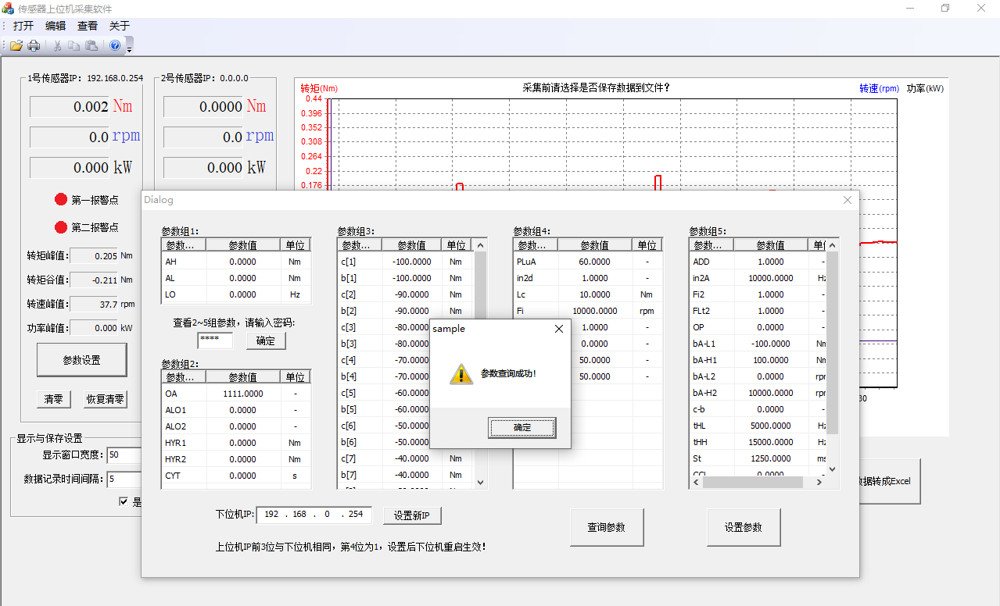 传感器上位机采集软件
打开 编辑 查看 关于
1号传感器IP：192.168.0.254
0.002 Nm
0.0 rpm
0.000 kW
第一报警点
第二报警点
转矩峰值: 0.205 Nm
转矩谷值: -0.211 Nm
转速峰值: 37.7 rpm
功率峰值: 0.000 kW
参数设置
清零 恢复清零
2号传感器IP：0.0.0.0
0.0000 Nm
0.0 rpm
0.000 kW
转矩(Nm) 采集前请选择是否保存数据到文件？ 转速(rpm) 功率(kW)
0.44
0.396
0.352
0.308
0.264
0.22
0.176
30
显示与保存设置
显示窗口宽度: 50
数据记录时间间隔: 5
是
据转成Excel
Dialog
参数组1:
参数... 参数值 单位
AH 0.0000 Nm
AL 0.0000 Nm
LO 0.0000 Hz
查看2~5组参数，请输入密码:
**** 确定
参数组2:
参数... 参数值 单位
OA 1111.0000 -
ALO1 0.0000 -
ALO2 0.0000 -
HYR1 0.0000 Nm
HYR2 0.0000 Nm
CYT 0.0000 s
参数组3:
参数... 参数值 单位
c[1] -100.0000 Nm
b[1] -100.0000 Nm
c[2] -90.0000 Nm
b[2] -90.0000 Nm
c[3] -80.0000
b[3] -80.0000
c[4] -70.0000
b[4] -70.0000
c[5] -60.0000
b[5] -60.0000
c[6] -50.0000
b[6] -50.0000
c[7] -40.0000 Nm
b[7] -40.0000 Nm
参数组4:
参数... 参数值 单位
PLuA 60.0000 -
in2d 1.0000 -
Lc 10.0000 Nm
Fi 10000.0000 rpm
1.0000 -
0.0000 -
50.0000 -
50.0000 -
参数组5:
参数... 参数值 单位
ADD 1.0000 -
in2A 10000.0000 Hz
Fi2 1.0000 -
FLt2 1.0000 -
OP 0.0000 -
bA-L1 -100.0000 Nm
bA-H1 100.0000 Nm
bA-L2 0.0000 rpm
bA-H2 10000.0000 rpm
c-b 0.0000 -
tHL 5000.0000 Hz
tHH 15000.0000 Hz
St 1250.0000 ms
CCL 0.0000 -
sample
参数查询成功！
确定
下位机IP: 192 . 168 . 0 . 254 设置新IP
上位机IP前3位与下位机相同，第4位为1，设置后下位机重启生效！
查询参数 设置参数